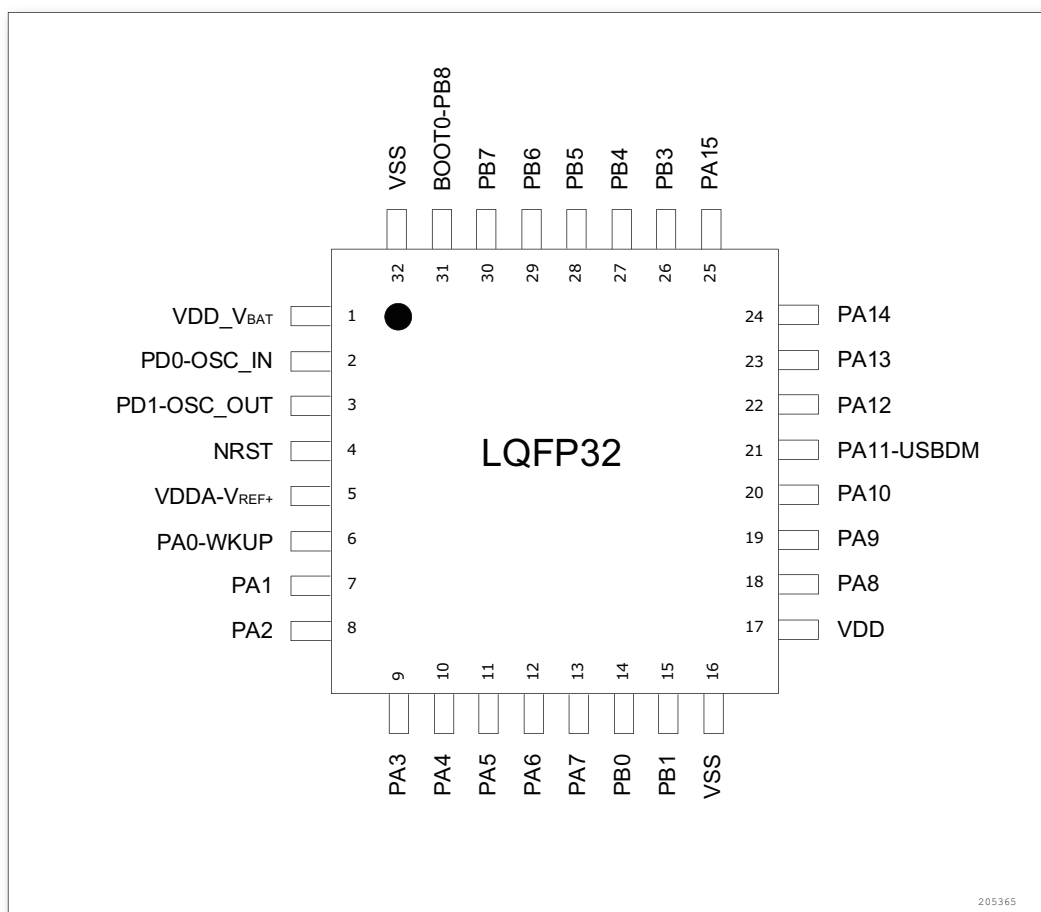 VSS
BOOT0-PB8
PB7
PB6
PB5
PB4
PB3
PA15
32
31
30
29
28
27
26
25
VDD_VBAT 1
PD0-OSC_IN 2
PD1-OSC_OUT 3
NRST 4
VDDA-VREF+ 5
PA0-WKUP 6
PA1 7
PA2 8
LQFP32
24 PA14
23 PA13
22 PA12
21 PA11-USBDM
20 PA10
19 PA9
18 PA8
17 VDD
9
10
11
12
13
14
15
16
PA3
PA4
PA5
PA6
PA7
PB0
PB1
VSS
205365